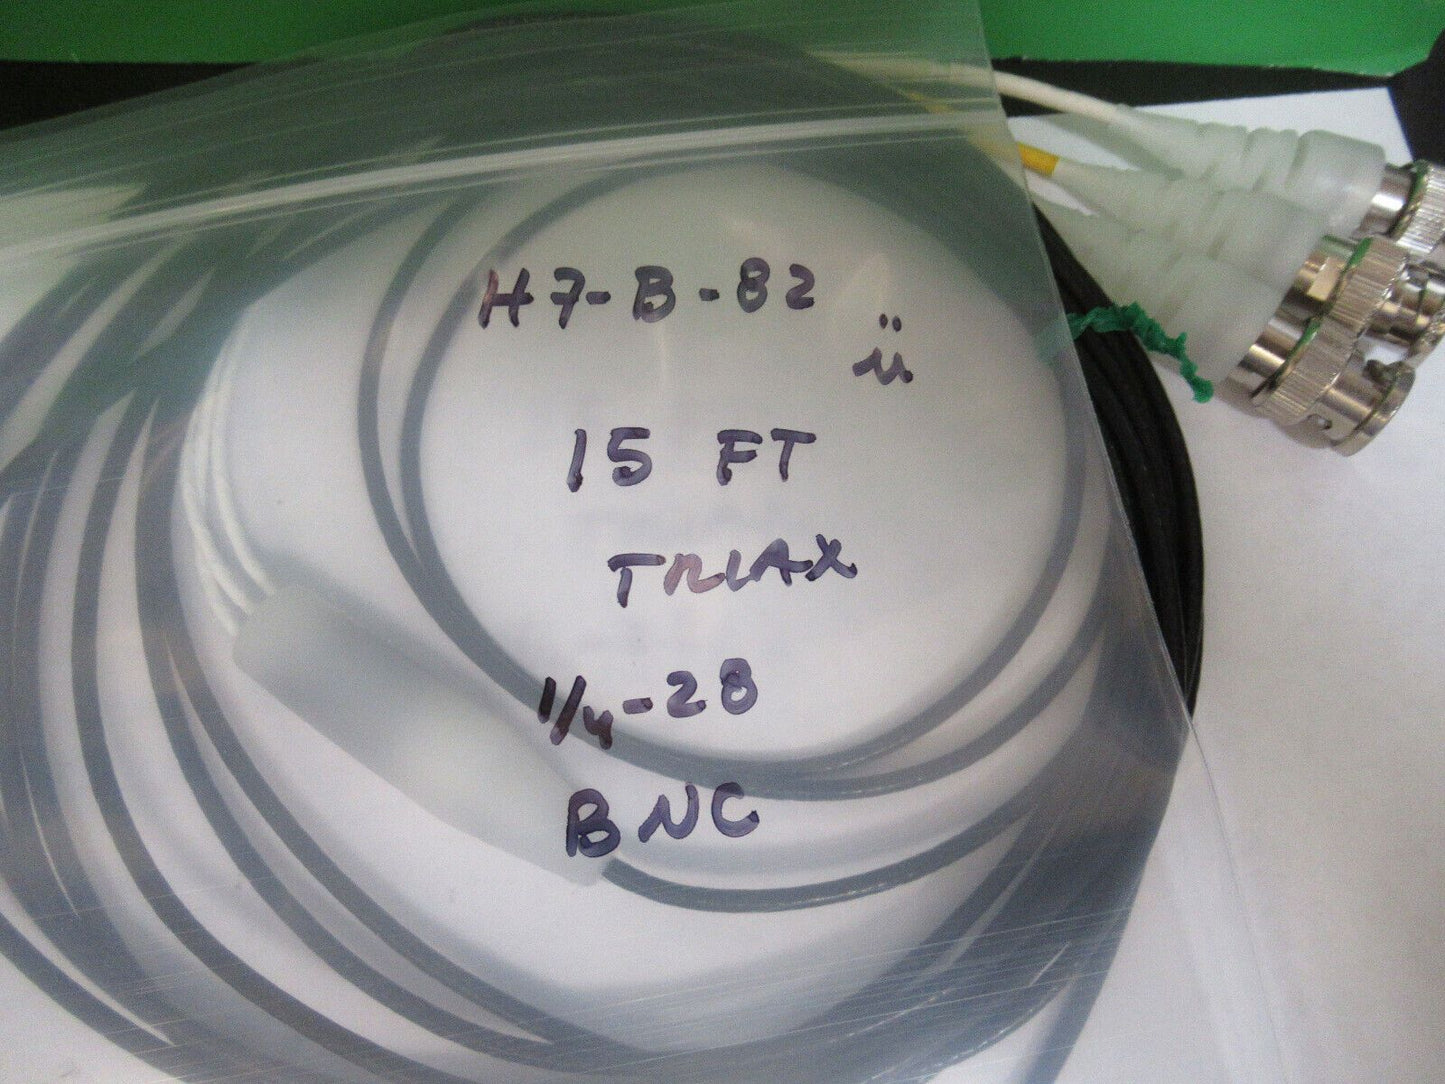 H7-B-82
ü
15 FT
TRIAX
1/4-28
BNC